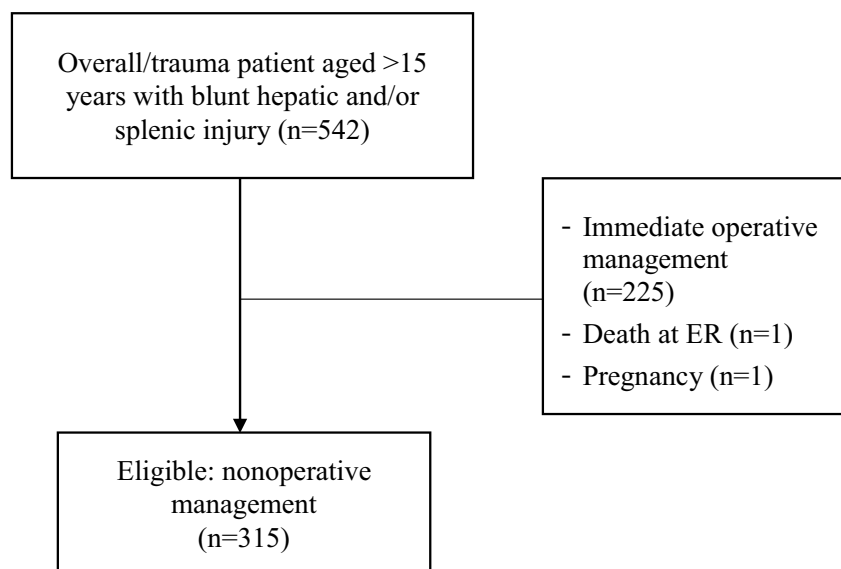 Overall/trauma patient aged >15
years with blunt hepatic and/or
splenic injury (n=542)
- Immediate operative
management
(n=225)
- Death at ER (n=1)
- Pregnancy (n=1)
Eligible: nonoperative
management
(n=315)